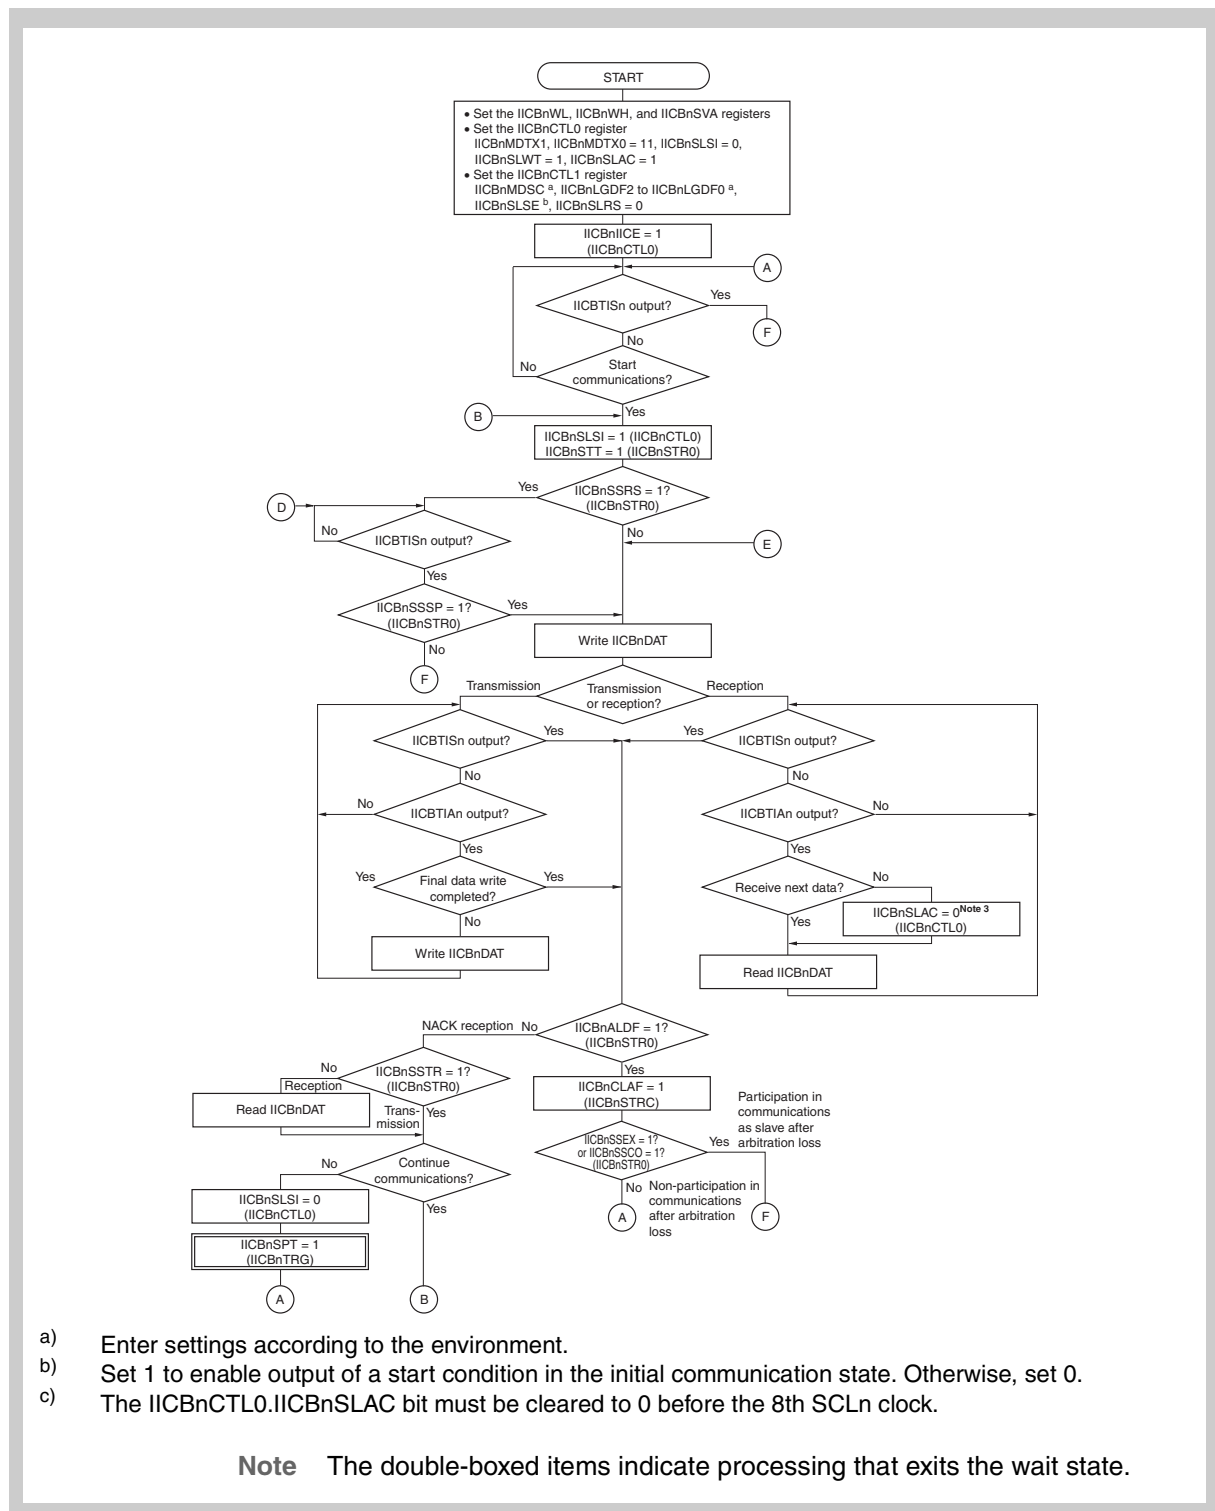 START
• Set the IICBnWL, IICBnWH, and IICBnSVA registers
• Set the IICBnCTL0 register
IICBnMDTX1, IICBnMDTX0 = 11, IICBnSLSI = 0,
IICBnSLWT = 1, IICBnSLAC = 1
• Set the IICBnCTL1 register
IICBnMDSC a, IICBnLGDF2 to IICBnLGDF0 a,
IICBnSLSE b, IICBnSLRS = 0
IICBnIICE = 1
(IICBnCTL0)
A
IICBTISn output?
Yes
F
No
Start
communications?
No
Yes
B
IICBnSLSI = 1 (IICBnCTL0)
IICBnSTT = 1 (IICBnSTR0)
IICBnSSRS = 1?
(IICBnSTR0)
Yes
No
D
E
IICBTISn output?
No
Yes
IICBnSSSP = 1?
(IICBnSTR0)
Yes
No
F
Write IICBnDAT
Transmission
Transmission
or reception?
Reception
IICBTISn output?
Yes
No
Yes
IICBTISn output?
No
No
IICBTIAn output?
Yes
IICBTIAn output?
No
Yes
Yes
Final data write
completed?
Yes
No
Write IICBnDAT
Receive next data?
No
Yes
IICBnSLAC = 0Note 3
(IICBnCTL0)
Read IICBnDAT
NACK reception No
IICBnALDF = 1?
(IICBnSTR0)
Yes
No
IICBnSSTR = 1?
(IICBnSTR0)
Reception
Read IICBnDAT
Trans-
mission
Yes
IICBnCLAF = 1
(IICBnSTRC)
Participation in
communications
as slave after
arbitration loss
IICBnSSEX = 1?
or IICBnSSCO = 1?
(IICBnSTR0)
Yes
No
Non-participation in
communications
after arbitration
loss
A
F
No
Continue
communications?
Yes
IICBnSLSI = 0
(IICBnCTL0)
IICBnSPT = 1
(IICBnTRG)
A
B
a) Enter settings according to the environment.
b) Set 1 to enable output of a start condition in the initial communication state. Otherwise, set 0.
c) The IICBnCTL0.IICBnSLAC bit must be cleared to 0 before the 8th SCLn clock.
Note The double-boxed items indicate processing that exits the wait state.